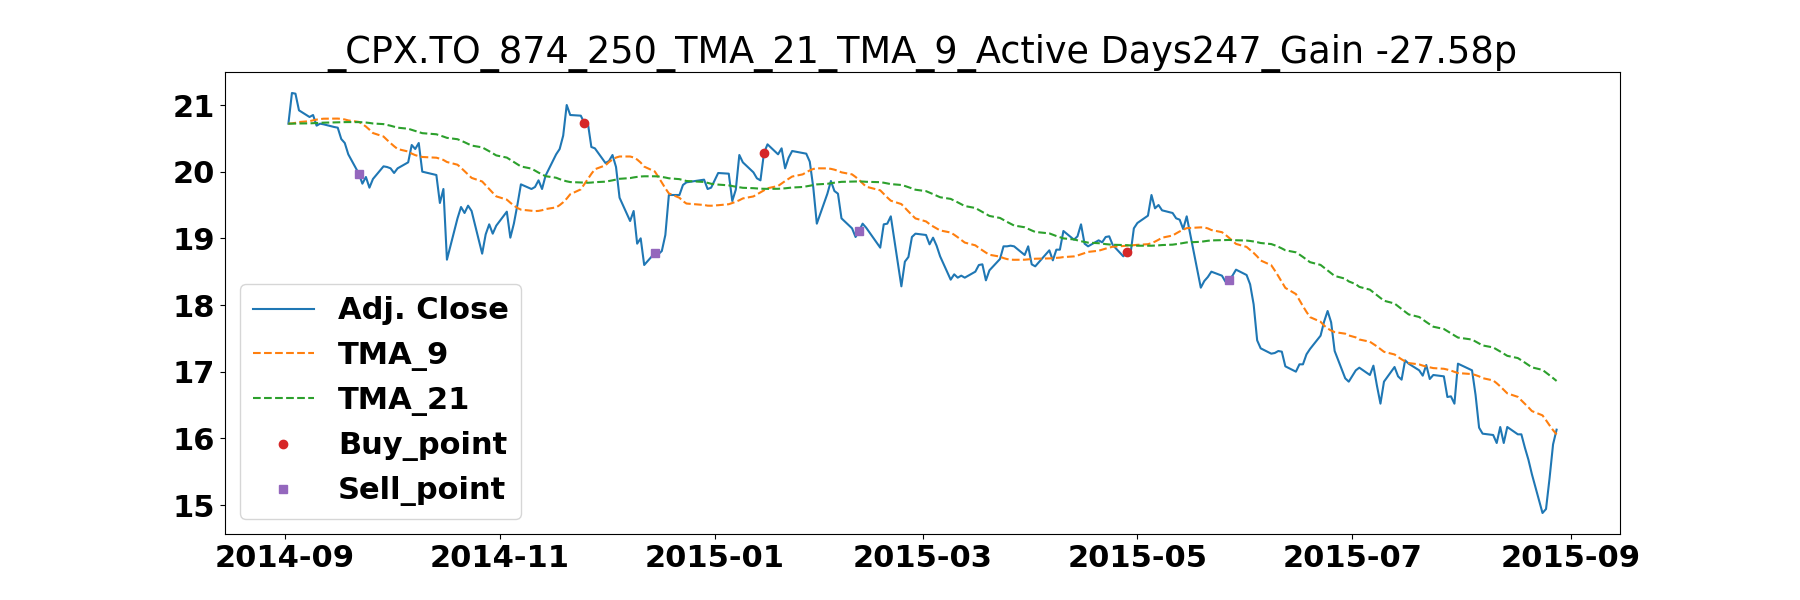 _CPX.TO_874_250_TMA_21_TMA_9_Active Days247_Gain -27.58p
21
20
19
18
17
16
15
Adj. Close
TMA_9
TMA_21
Buy_point
Sell_point
2014-09 2014-11 2015-01 2015-03 2015-05 2015-07 2015-09